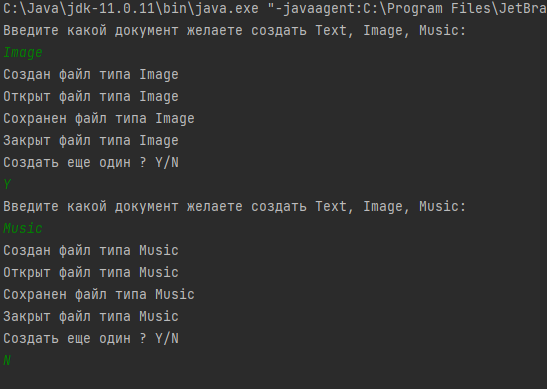 C:\Java\jdk-11.0.11\bin\java.exe "-javaagent:C:\Program Files\JetBra
Введите какой документ желаете создать Text, Image, Music:
Image
Создан файл типа Image
Открыт файл типа Image
Сохранен файл типа Image
Закрыт файл типа Image
Создать еще один ? Y/N
Y
Введите какой документ желаете создать Text, Image, Music:
Music
Создан файл типа Music
Открыт файл типа Music
Сохранен файл типа Music
Закрыт файл типа Music
Создать еще один ? Y/N
N